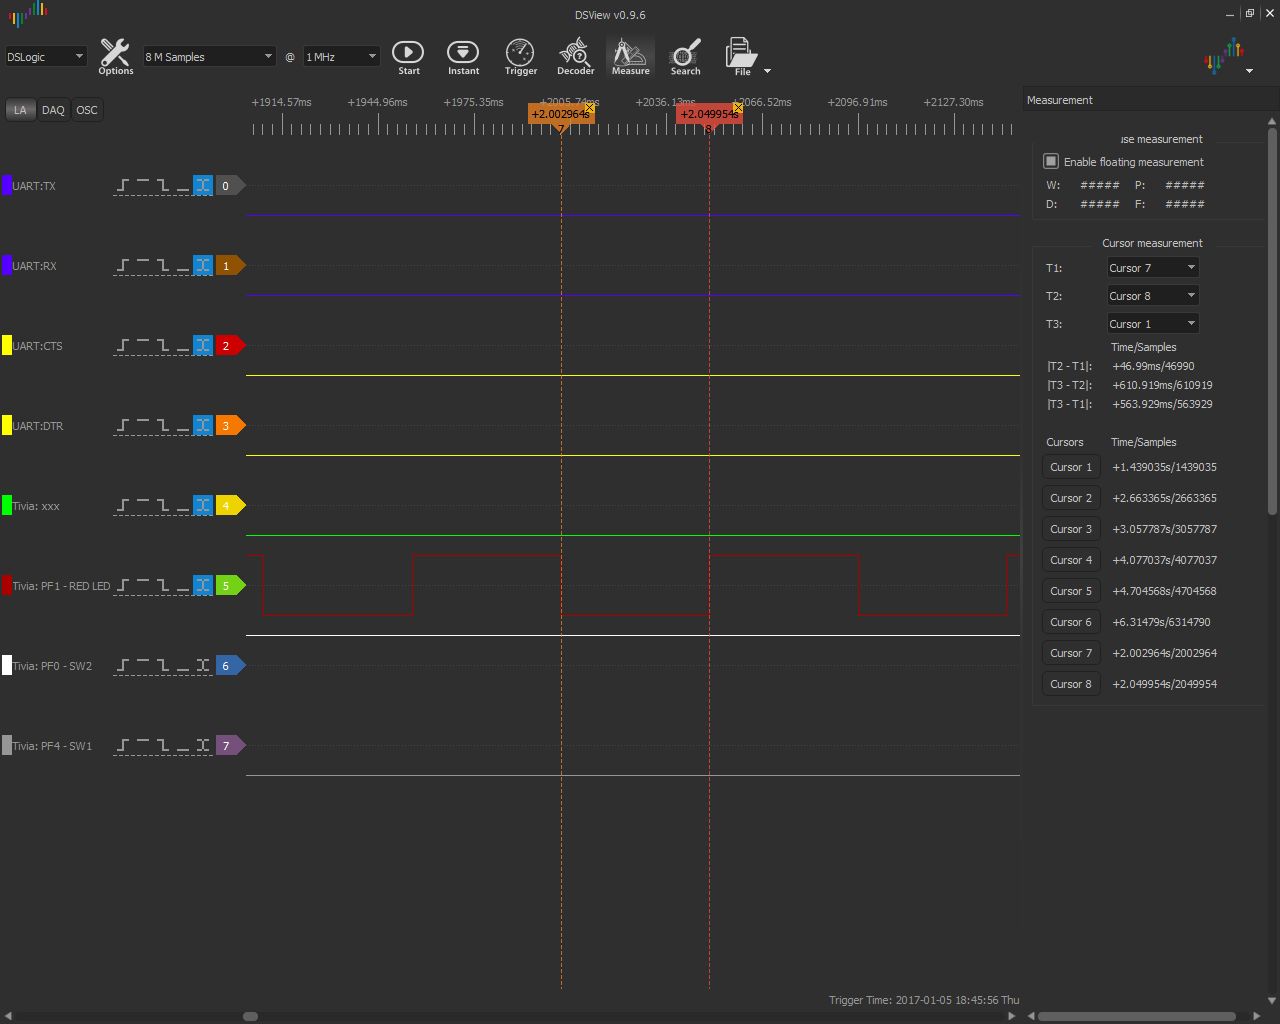 DSView v0.9.6
DSLogic 8 M Samples @ 1 MHz
Options Start Instant Trigger Decoder Measure Search File
LA DAQ OSC
+1914.57ms +1944.96ms +1975.35ms +2005.74ms +2036.13ms +2066.52ms +2096.91ms +2127.30ms
+2.002964s +2.049954s
7 8
UART:TX 0
UART:RX 1
UART:CTS 2
UART:DTR 3
Tivia: xxx 4
Tivia: PF1 - RED LED 5
Tivia: PF0 - SW2 6
Tivia: PF4 - SW1 7
Trigger Time: 2017-01-05 18:45:56 Thu
Measurement
measurement
Enable floating measurement
W: ##### P: #####
D: ##### F: #####
Cursor measurement
T1: Cursor 7
T2: Cursor 8
T3: Cursor 1
Time/Samples
|T2 - T1|: +46.99ms/46990
|T3 - T2|: +610.919ms/610919
|T3 - T1|: +563.929ms/563929
Cursors Time/Samples
Cursor 1 +1.439035s/1439035
Cursor 2 +2.663365s/2663365
Cursor 3 +3.057787s/3057787
Cursor 4 +4.077037s/4077037
Cursor 5 +4.704568s/4704568
Cursor 6 +6.31479s/6314790
Cursor 7 +2.002964s/2002964
Cursor 8 +2.049954s/2049954